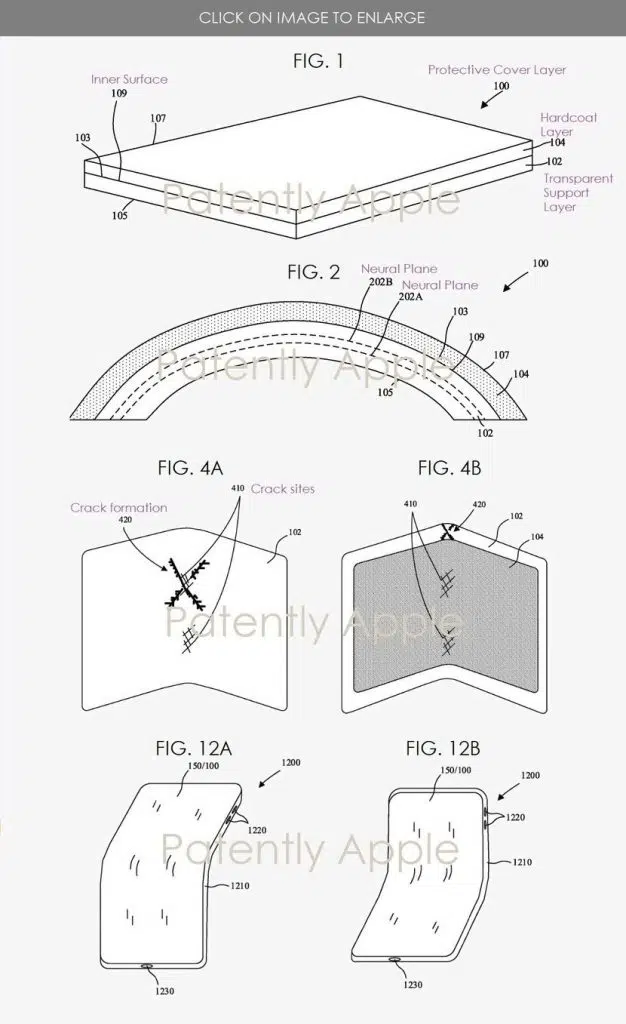 CLICK ON IMAGE TO ENLARGE
FIG. 1
Inner Surface
109
107
103
105
Protective Cover Layer
100
Hardcoat
Layer
104
102
Transparent
Support
Layer
Patently Apple
FIG. 2
Neural Plane
202B
Neural Plane
202A
100
103
109
107
104
105
102
Patently Apple
FIG. 4A
410
Crack sites
Crack formation
420
102
FIG. 4B
410
420
102
104
Patently Apple
FIG. 12A
150/100
1200
1220
1210
1230
FIG. 12B
150/100
1200
1220
1210
1230
Patently Apple